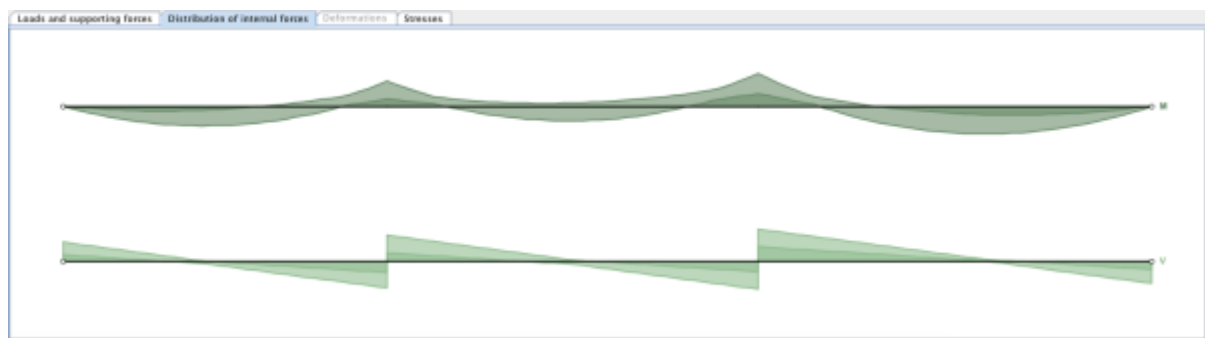 Loads and supporting forces Distribution of internal forces Deformations Stresses
M
V